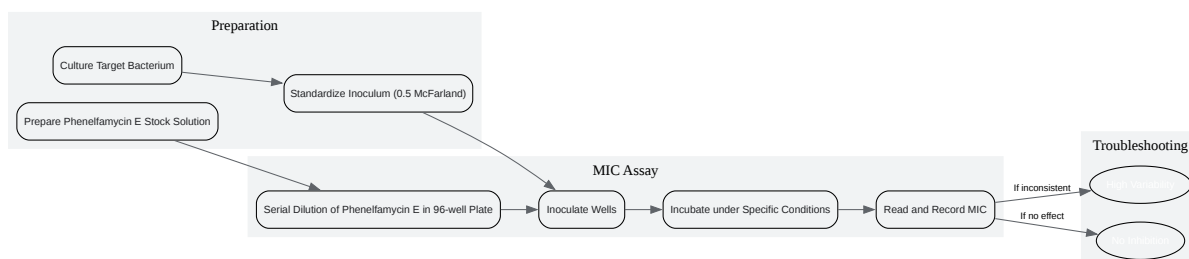 Preparation
Culture Target Bacterium
Standardize Inoculum (0.5 McFarland)
Prepare Phenelfamycin E Stock Solution
MIC Assay
Serial Dilution of Phenelfamycin E in 96-well Plate
Inoculate Wells
Incubate under Specific Conditions
Read and Record MIC
If inconsistent
If no effect
Troubleshooting
High Variability